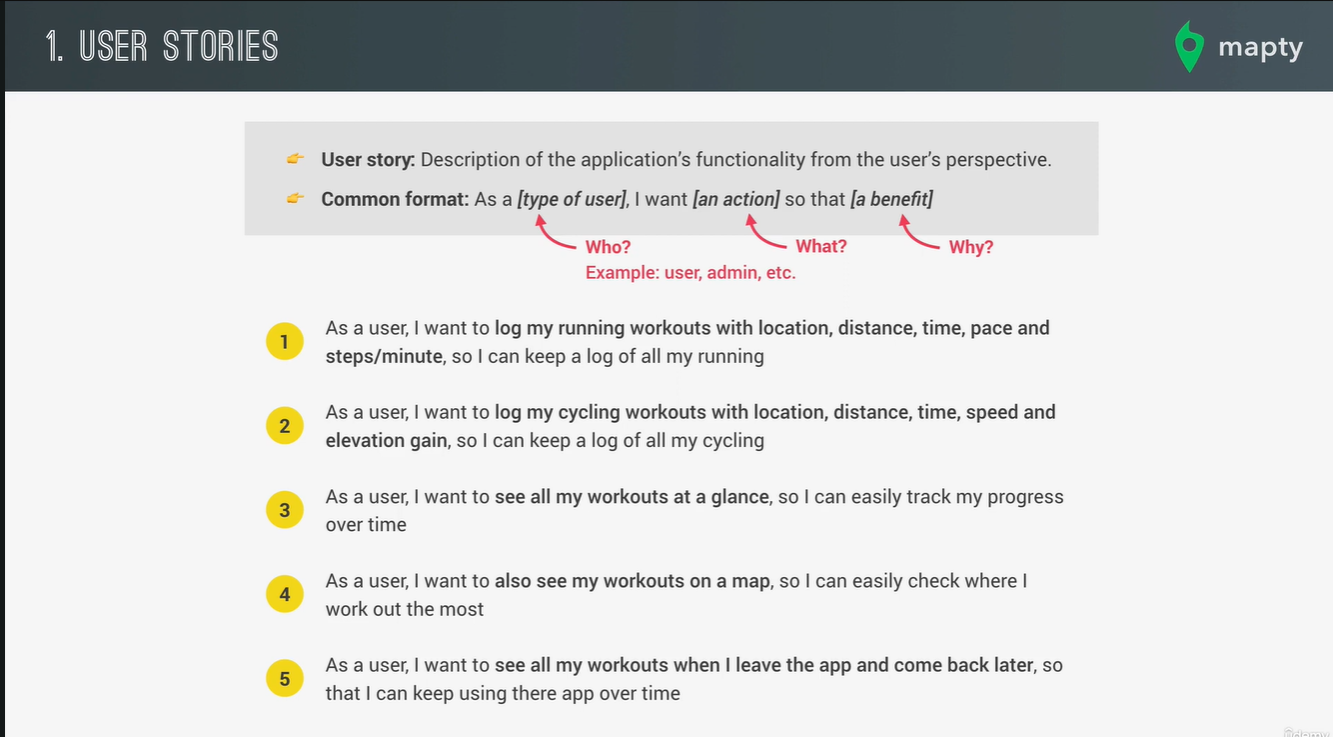 1. USER STORIES
mapty
👉 User story: Description of the application's functionality from the user's perspective.
👉 Common format: As a [type of user], I want [an action] so that [a benefit]
Who?
What?
Why?
Example: user, admin, etc.
1
As a user, I want to log my running workouts with location, distance, time, pace and
steps/minute, so I can keep a log of all my running
2
As a user, I want to log my cycling workouts with location, distance, time, speed and
elevation gain, so I can keep a log of all my cycling
3
As a user, I want to see all my workouts at a glance, so I can easily track my progress
over time
4
As a user, I want to also see my workouts on a map, so I can easily check where I
work out the most
5
As a user, I want to see all my workouts when I leave the app and come back later, so
that I can keep using there app over time
ûdemy